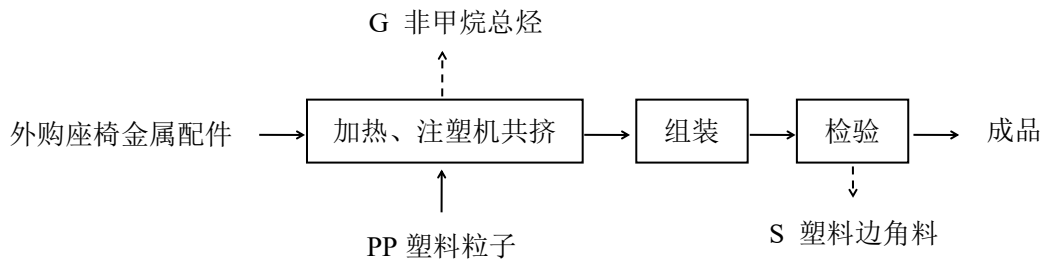 G 非甲烷总烃
外购座椅金属配件
加热、注塑机共挤
组装
检验
成品
PP 塑料粒子
S 塑料边角料